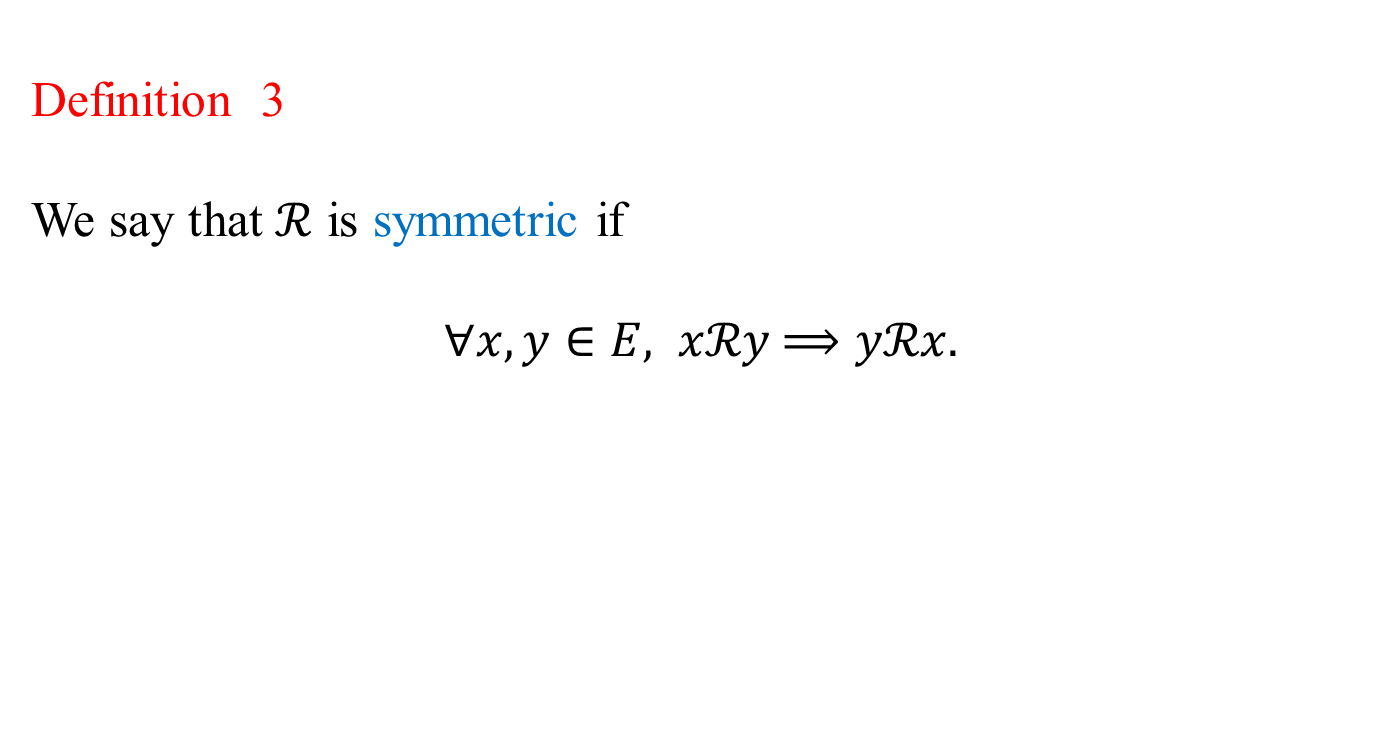 Definition 3
We say that ℛ is symmetric if
∀x, y ∈ E, xℛy ⟹ yℛx.